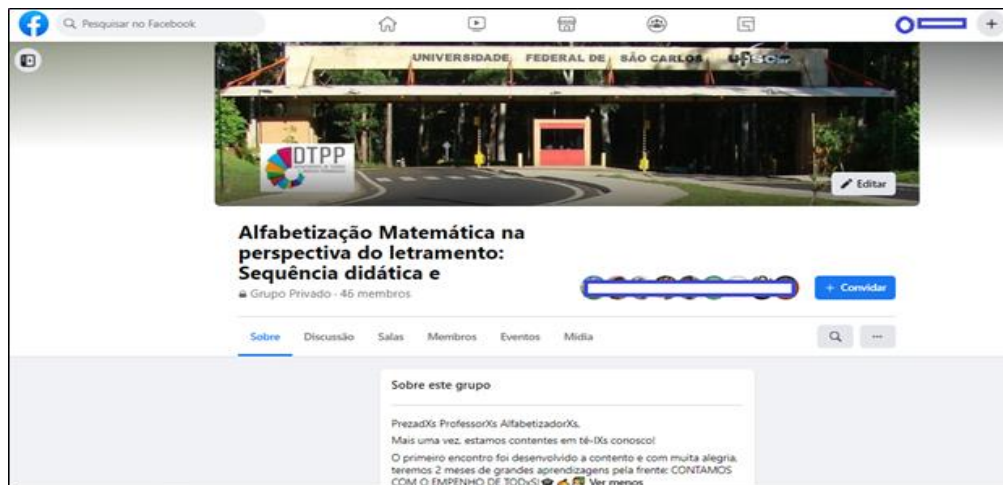 Pesquisar no Facebook
UNIVERSIDADE FEDERAL DE SÃO CARLOS
DTPP
Editar
Alfabetização Matemática na
perspectiva do letramento:
Sequência didática e
Grupo Privado · 46 membros
+ Convidar
Sobre Discussão Salas Membros Eventos Mídia
Sobre este grupo
PrezadXs ProfessorXs AlfabetizadorXs,
Mais uma vez, estamos contentes em tê-lXs conosco!
O primeiro encontro foi desenvolvido a contento e com muita alegria,
teremos 2 meses de grandes aprendizagens pela frente: CONTAMOS
COM O EMPENHO DE TODxS! Ver menos